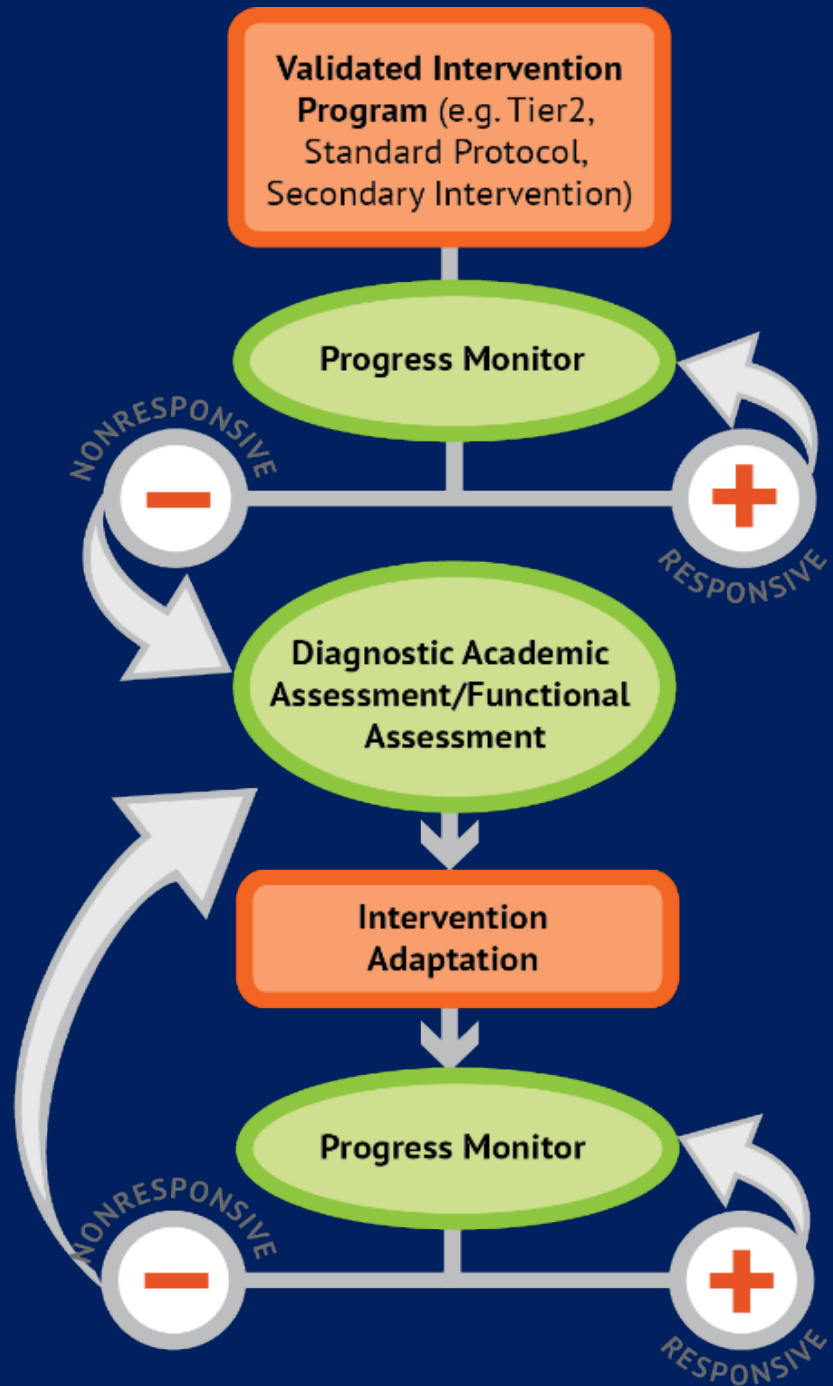 Validated Intervention
Program (e.g. Tier2,
Standard Protocol,
Secondary Intervention)
Progress Monitor
NONRESPONSIVE
RESPONSIVE
Diagnostic Academic
Assessment/Functional
Assessment
Intervention
Adaptation
Progress Monitor
NONRESPONSIVE
RESPONSIVE